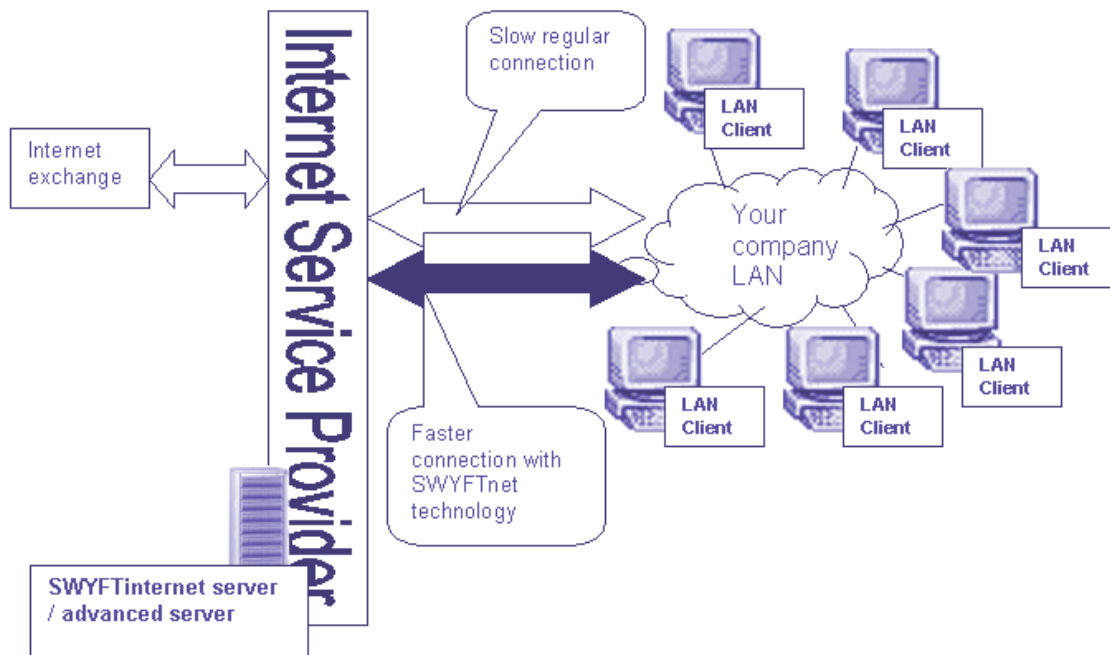 Internet
exchange
Internet Service Provider
Slow regular
connection
Your
company
LAN
LAN
Client
LAN
Client
LAN
Client
LAN
Client
LAN
Client
LAN
Client
Faster
connection with
SWYFTnet
technology
SWYFTinternet server
/ advanced server